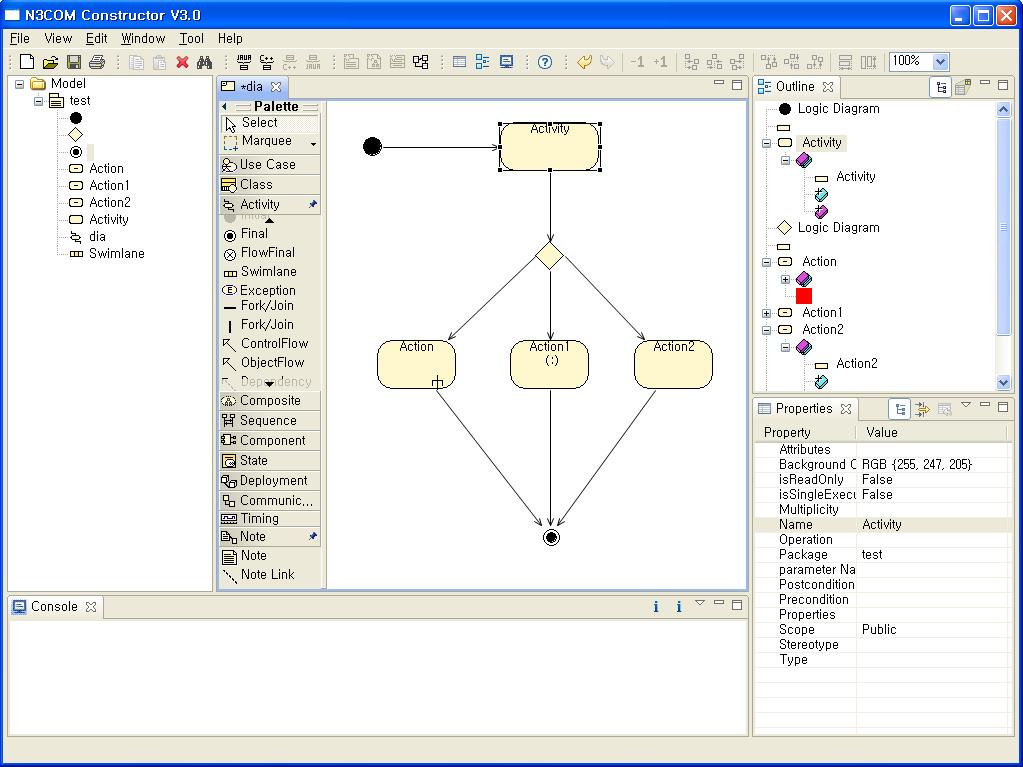 N3COM Constructor V3.0
File View Edit Window Tool Help
JAUA C++ C++ JAUA -1 +1 100%
Model
test
Action
Action1
Action2
Activity
dia
Swimlane
*dia
Palette
Select
Marquee
Use Case
Class
Activity
Initial
Final
FlowFinal
Swimlane
Exception
Fork/Join
Fork/Join
ControlFlow
ObjectFlow
Dependency
Composite
Sequence
Component
State
Deployment
Communic...
Timing
Note
Note
Note Link
Activity
Action
Action1
(:)
Action2
Outline
Logic Diagram
Activity
Activity
Logic Diagram
Action
Action1
Action2
Action2
Properties
Property Value
Attributes
Background C RGB {255, 247, 205}
isReadOnly False
isSingleExecu False
Multiplicity
Name Activity
Operation
Package test
parameter Na
Postcondition
Precondition
Properties
Scope Public
Stereotype
Type
Console